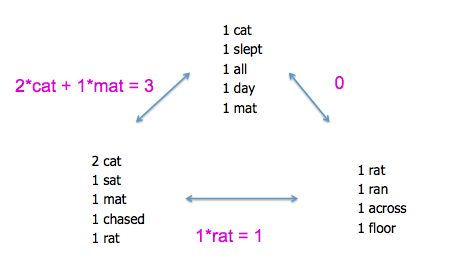 1 cat
1 slept
1 all
1 day
1 mat
2*cat + 1*mat = 3
0
2 cat
1 sat
1 mat
1 chased
1 rat
1 rat
1 ran
1 across
1 floor
1*rat = 1